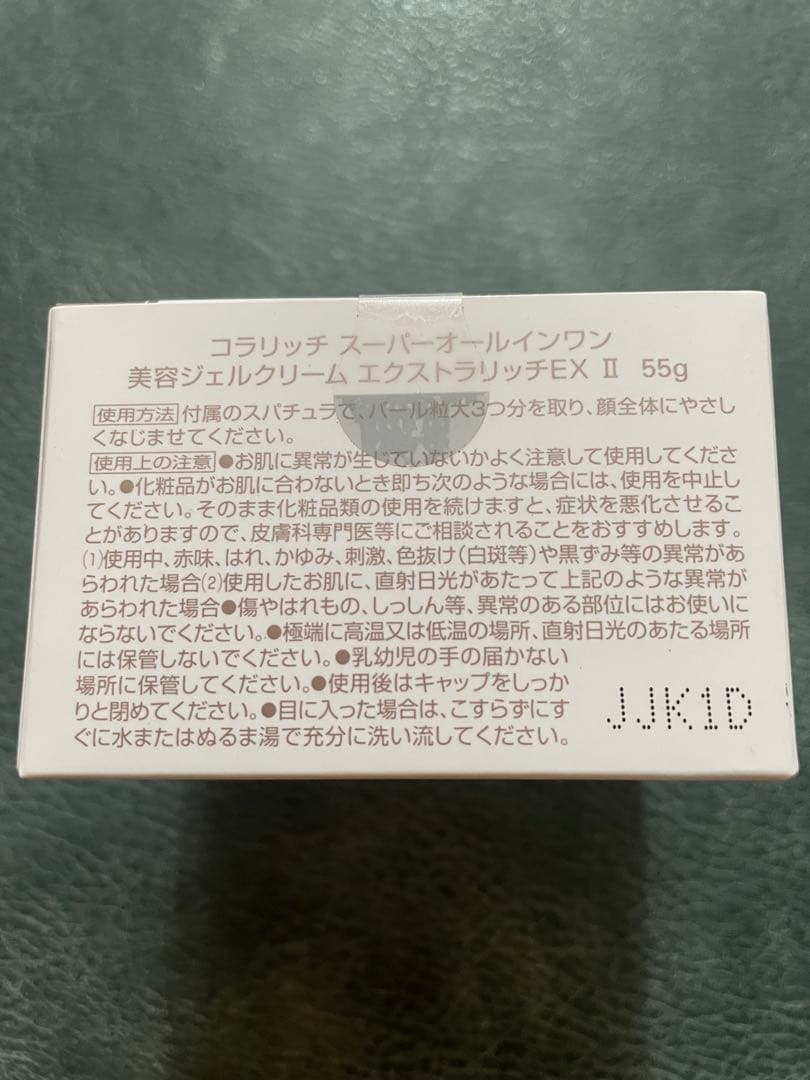 コラリッチ スーパーオールインワン
美容ジェルクリーム エクストラリッチEX Ⅱ 55g
使用方法 付属のスパチュラで、パール粒大3つ分を取り、顔全体にやさし
くなじませてください。
使用上の注意 ●お肌に異常が生じていないかよく注意して使用してくださ
い。●化粧品がお肌に合わないとき即ち次のような場合には、使用を中止し
てください。そのまま化粧品類の使用を続けますと、症状を悪化させるこ
とがありますので、皮膚科専門医等にご相談されることをおすすめします。
(1)使用中、赤味、はれ、かゆみ、刺激、色抜け(白斑等)や黒ずみ等の異常があ
らわれた場合(2)使用したお肌に、直射日光があたって上記のような異常が
あらわれた場合●傷やはれもの、しっしん等、異常のある部位にはお使いに
ならないでください。●極端に高温又は低温の場所、直射日光のあたる場所
には保管しないでください。●乳幼児の手の届かない
場所に保管してください。●使用後はキャップをしっか
りと閉めてください。●目に入った場合は、こすらずにす
ぐに水またはぬるま湯で充分に洗い流してください。
JJK1D